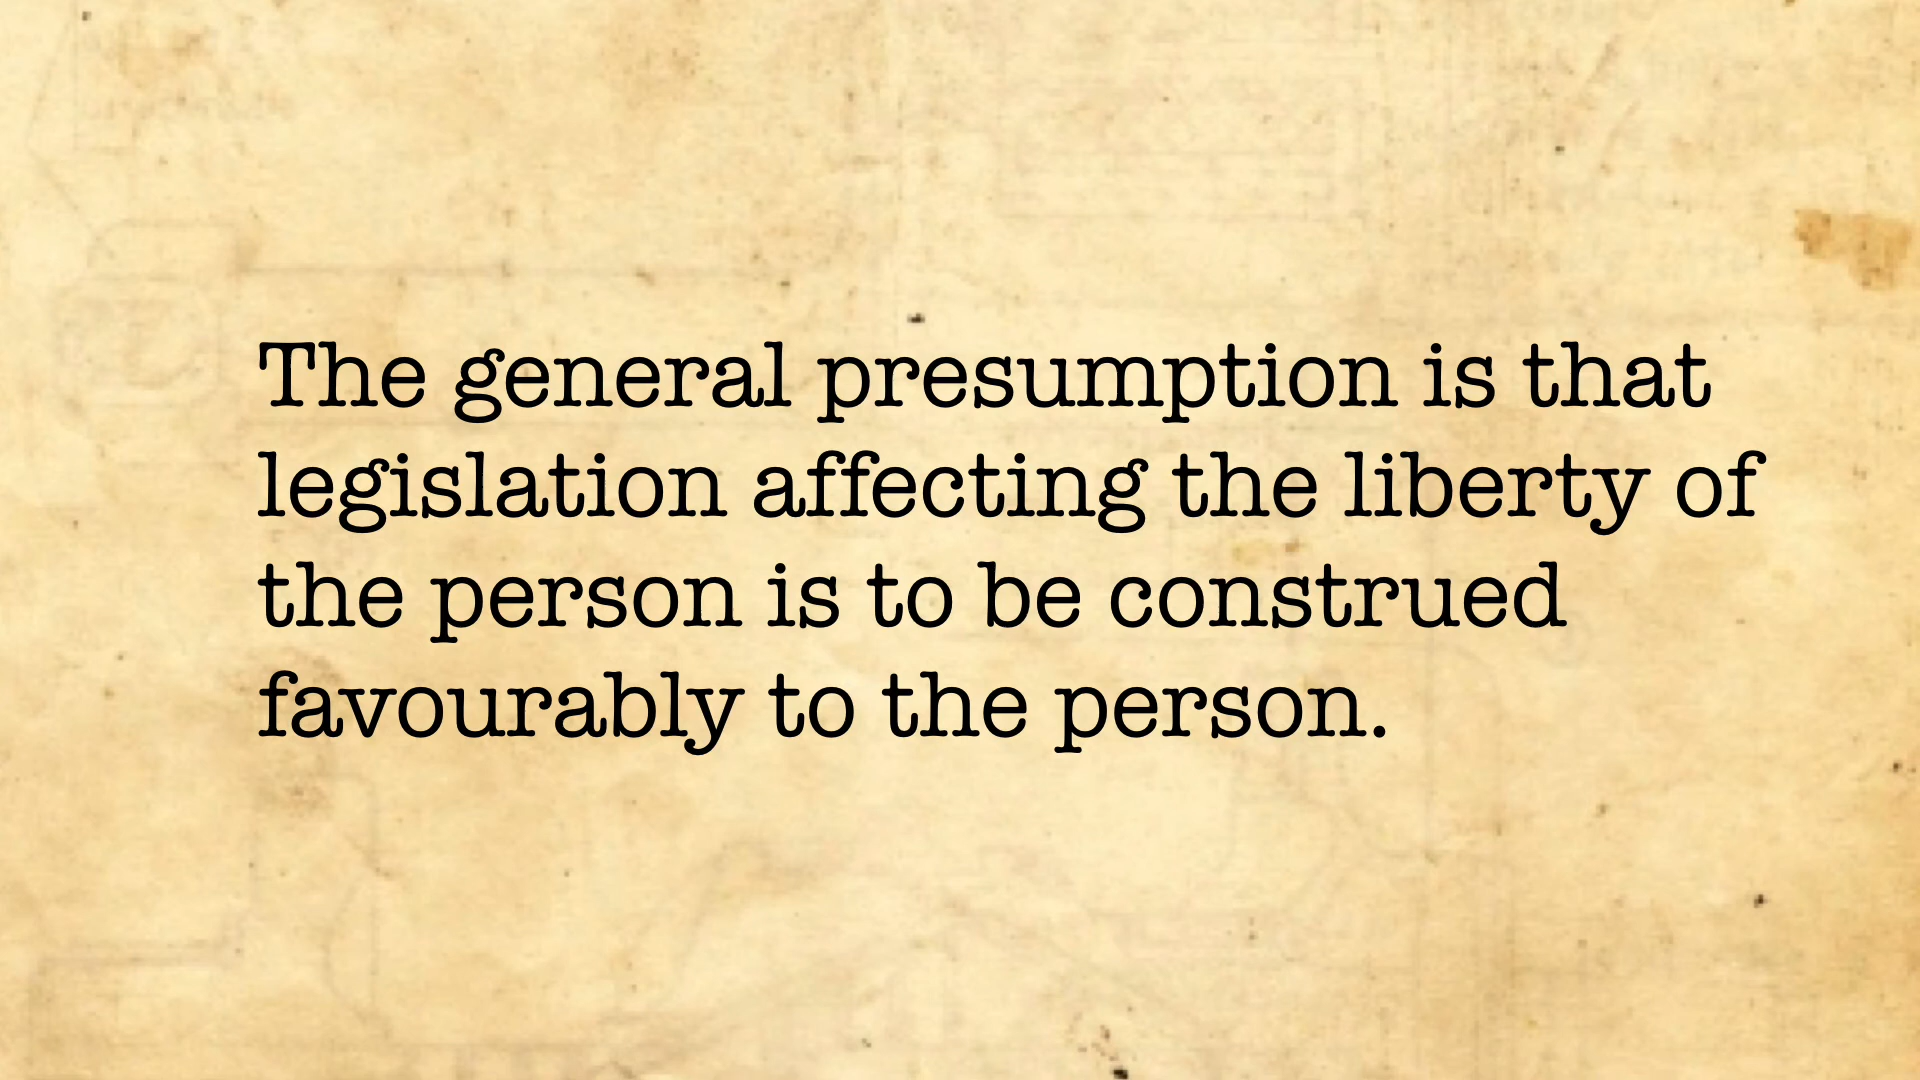 The general presumption is that
legislation affecting the liberty of
the person is to be construed
favourably to the person.